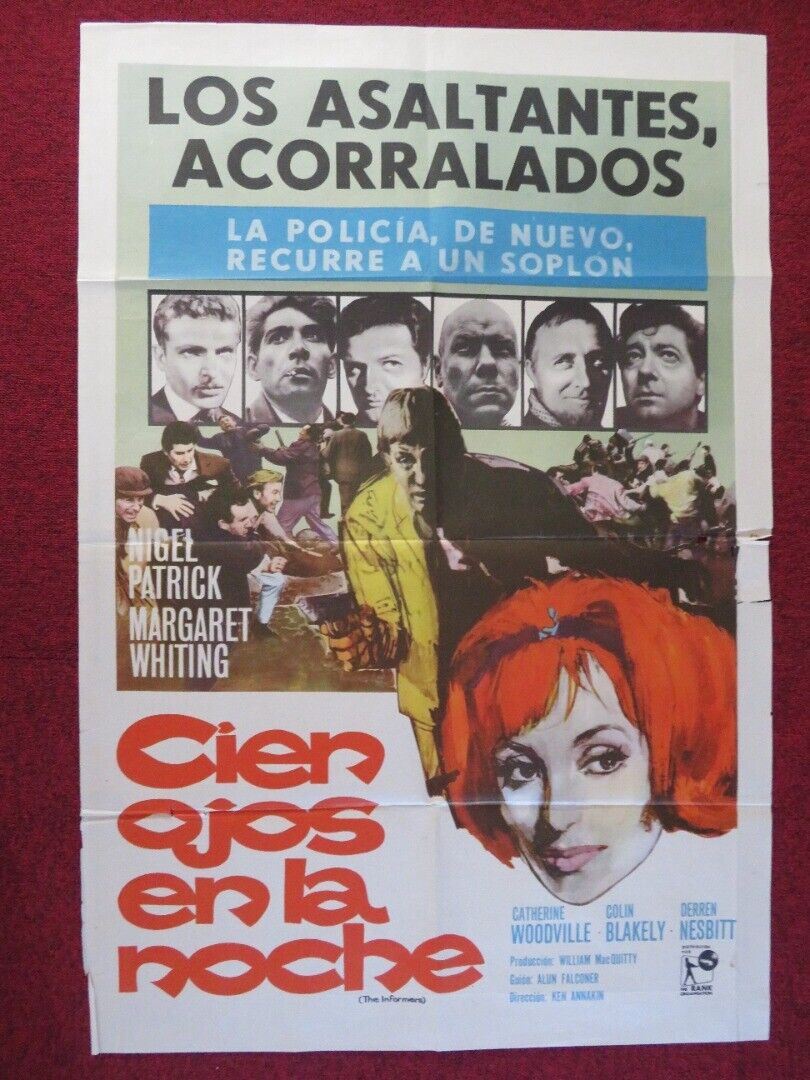 LOS ASALTANTES,
ACORRALADOS
LA POLICÍA, DE NUEVO,
RECURRE A UN SOPLÓN
NIGEL
PATRICK
MARGARET
WHITING
Cien
ojos
en la
noche
(The Informers)
CATHERINE
WOODVILLE · COLIN
BLAKELY · DERREN
NESBITT
Producción: WILLIAM MacQUITTY
Guión: ALUN FALCONER
Dirección: KEN ANNAKIN
DISTRIBUCION
RANK
ORGANISATION